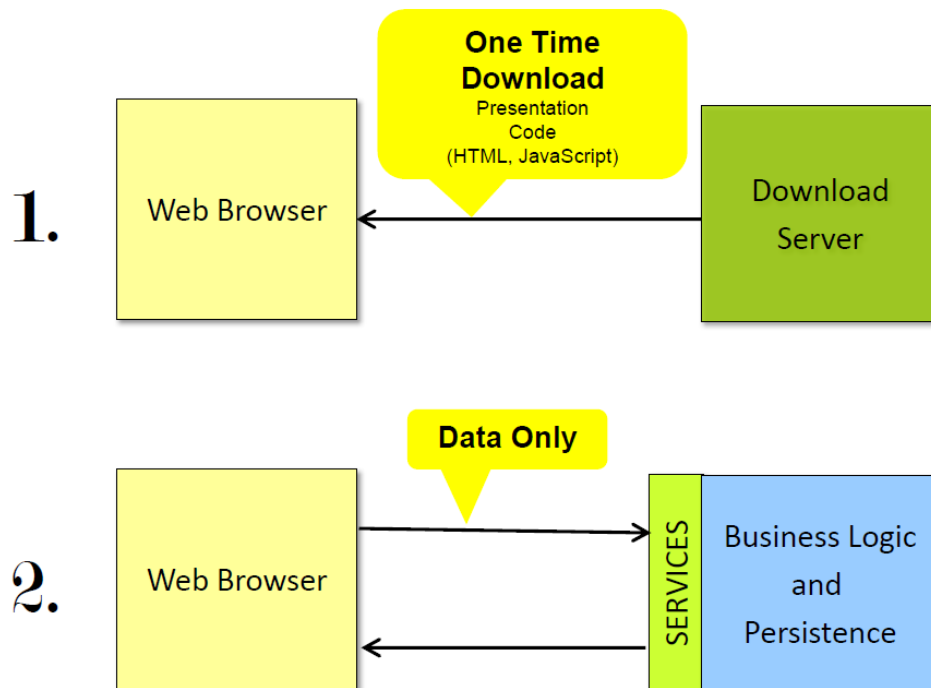 One Time
Download
Presentation
Code
(HTML, JavaScript)
1.
Web Browser
Download
Server
Data Only
2.
Web Browser
SERVICES
Business Logic
and
Persistence